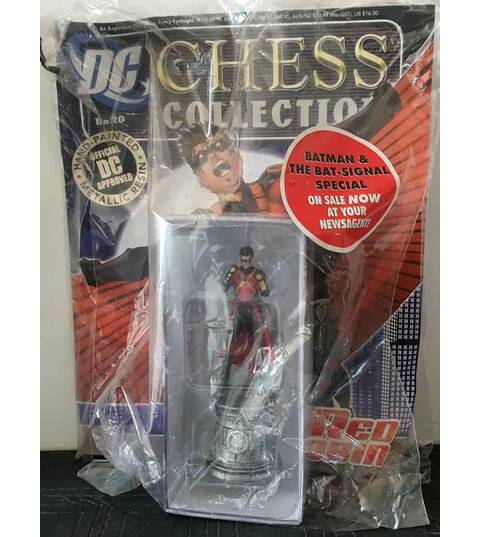 DC
CHESS
COLLECTION
No. 20
HAND-PAINTED
OFFICIAL
DC
APPROVED
METALLIC RESIN
BATMAN &
THE BAT-SIGNAL
SPECIAL
ON SALE NOW
AT YOUR
NEWSAGENT!
RED
ROBIN